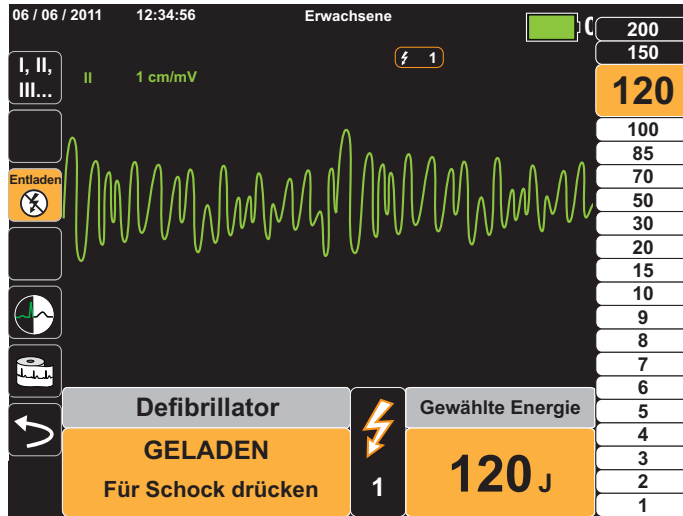 06 / 06 / 2011 12:34:56 Erwachsene
I, II,
III...
II 1 cm/mV
1
Entladen
200
150
120
100
85
70
50
30
20
15
10
9
8
7
6
5
4
3
2
1
Defibrillator
GELADEN
Für Schock drücken
1
Gewählte Energie
120 J